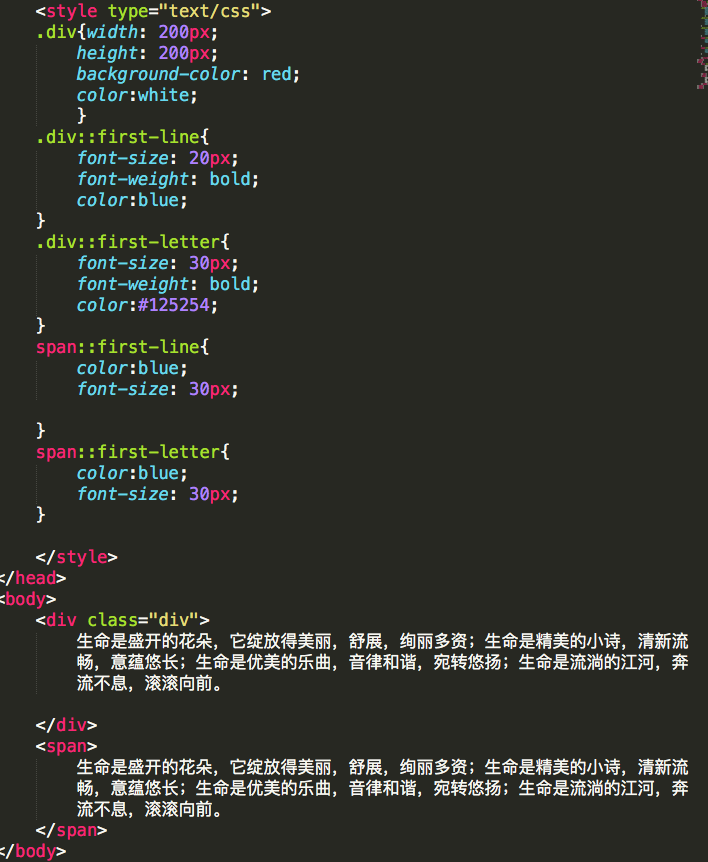 <style type="text/css">
.div{width: 200px;
height: 200px;
background-color: red;
color:white;
}
.div::first-line{
font-size: 20px;
font-weight: bold;
color:blue;
}
.div::first-letter{
font-size: 30px;
font-weight: bold;
color:#125254;
}
span::first-line{
color:blue;
font-size: 30px;
}
span::first-letter{
color:blue;
font-size: 30px;
}
</style>
</head>
<body>
<div class="div">
生命是盛开的花朵，它绽放得美丽，舒展，绚丽多资；生命是精美的小诗，清新流
畅，意蕴悠长；生命是优美的乐曲，音律和谐，宛转悠扬；生命是流淌的江河，奔
流不息，滚滚向前。
</div>
<span>
生命是盛开的花朵，它绽放得美丽，舒展，绚丽多资；生命是精美的小诗，清新流
畅，意蕴悠长；生命是优美的乐曲，音律和谐，宛转悠扬；生命是流淌的江河，奔
流不息，滚滚向前。
</span>
</body>